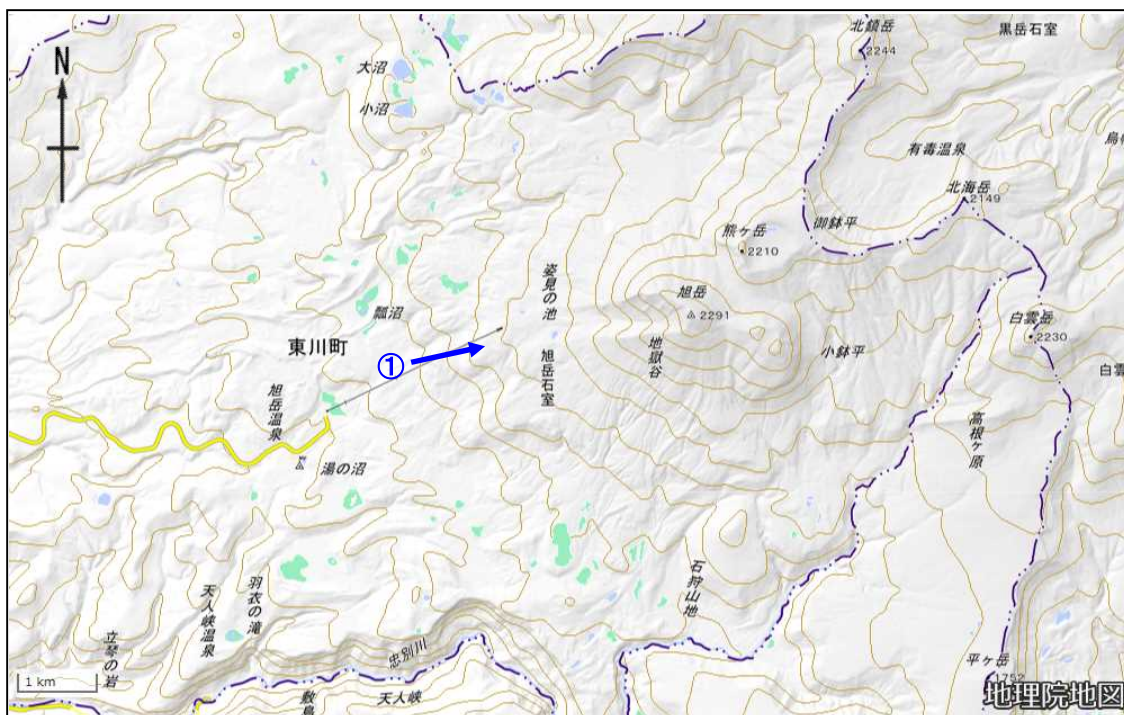 北鎮岳
2244
黒岳石室
N
大沼
小沼
有毒温泉
北海岳
2149
御鉢平
熊ヶ岳
2210
姿見の池
旭岳
2291
瓢沼
白雲岳
2230
東川町
①
旭岳石室
地獄谷
小鉢平
旭岳温泉
高根ヶ原
湯の沼
石狩山地
羽衣の滝
天人峡温泉
立琴の岩
忠別川
平ヶ岳
1752
1 km
天人峡
地理院地図